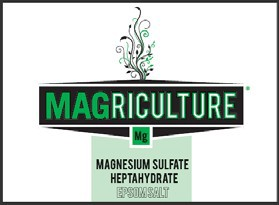 MAGRICULTURE®
Mg
MAGNESIUM SULFATE
HEPTAHYDRATE
EPSOM SALT